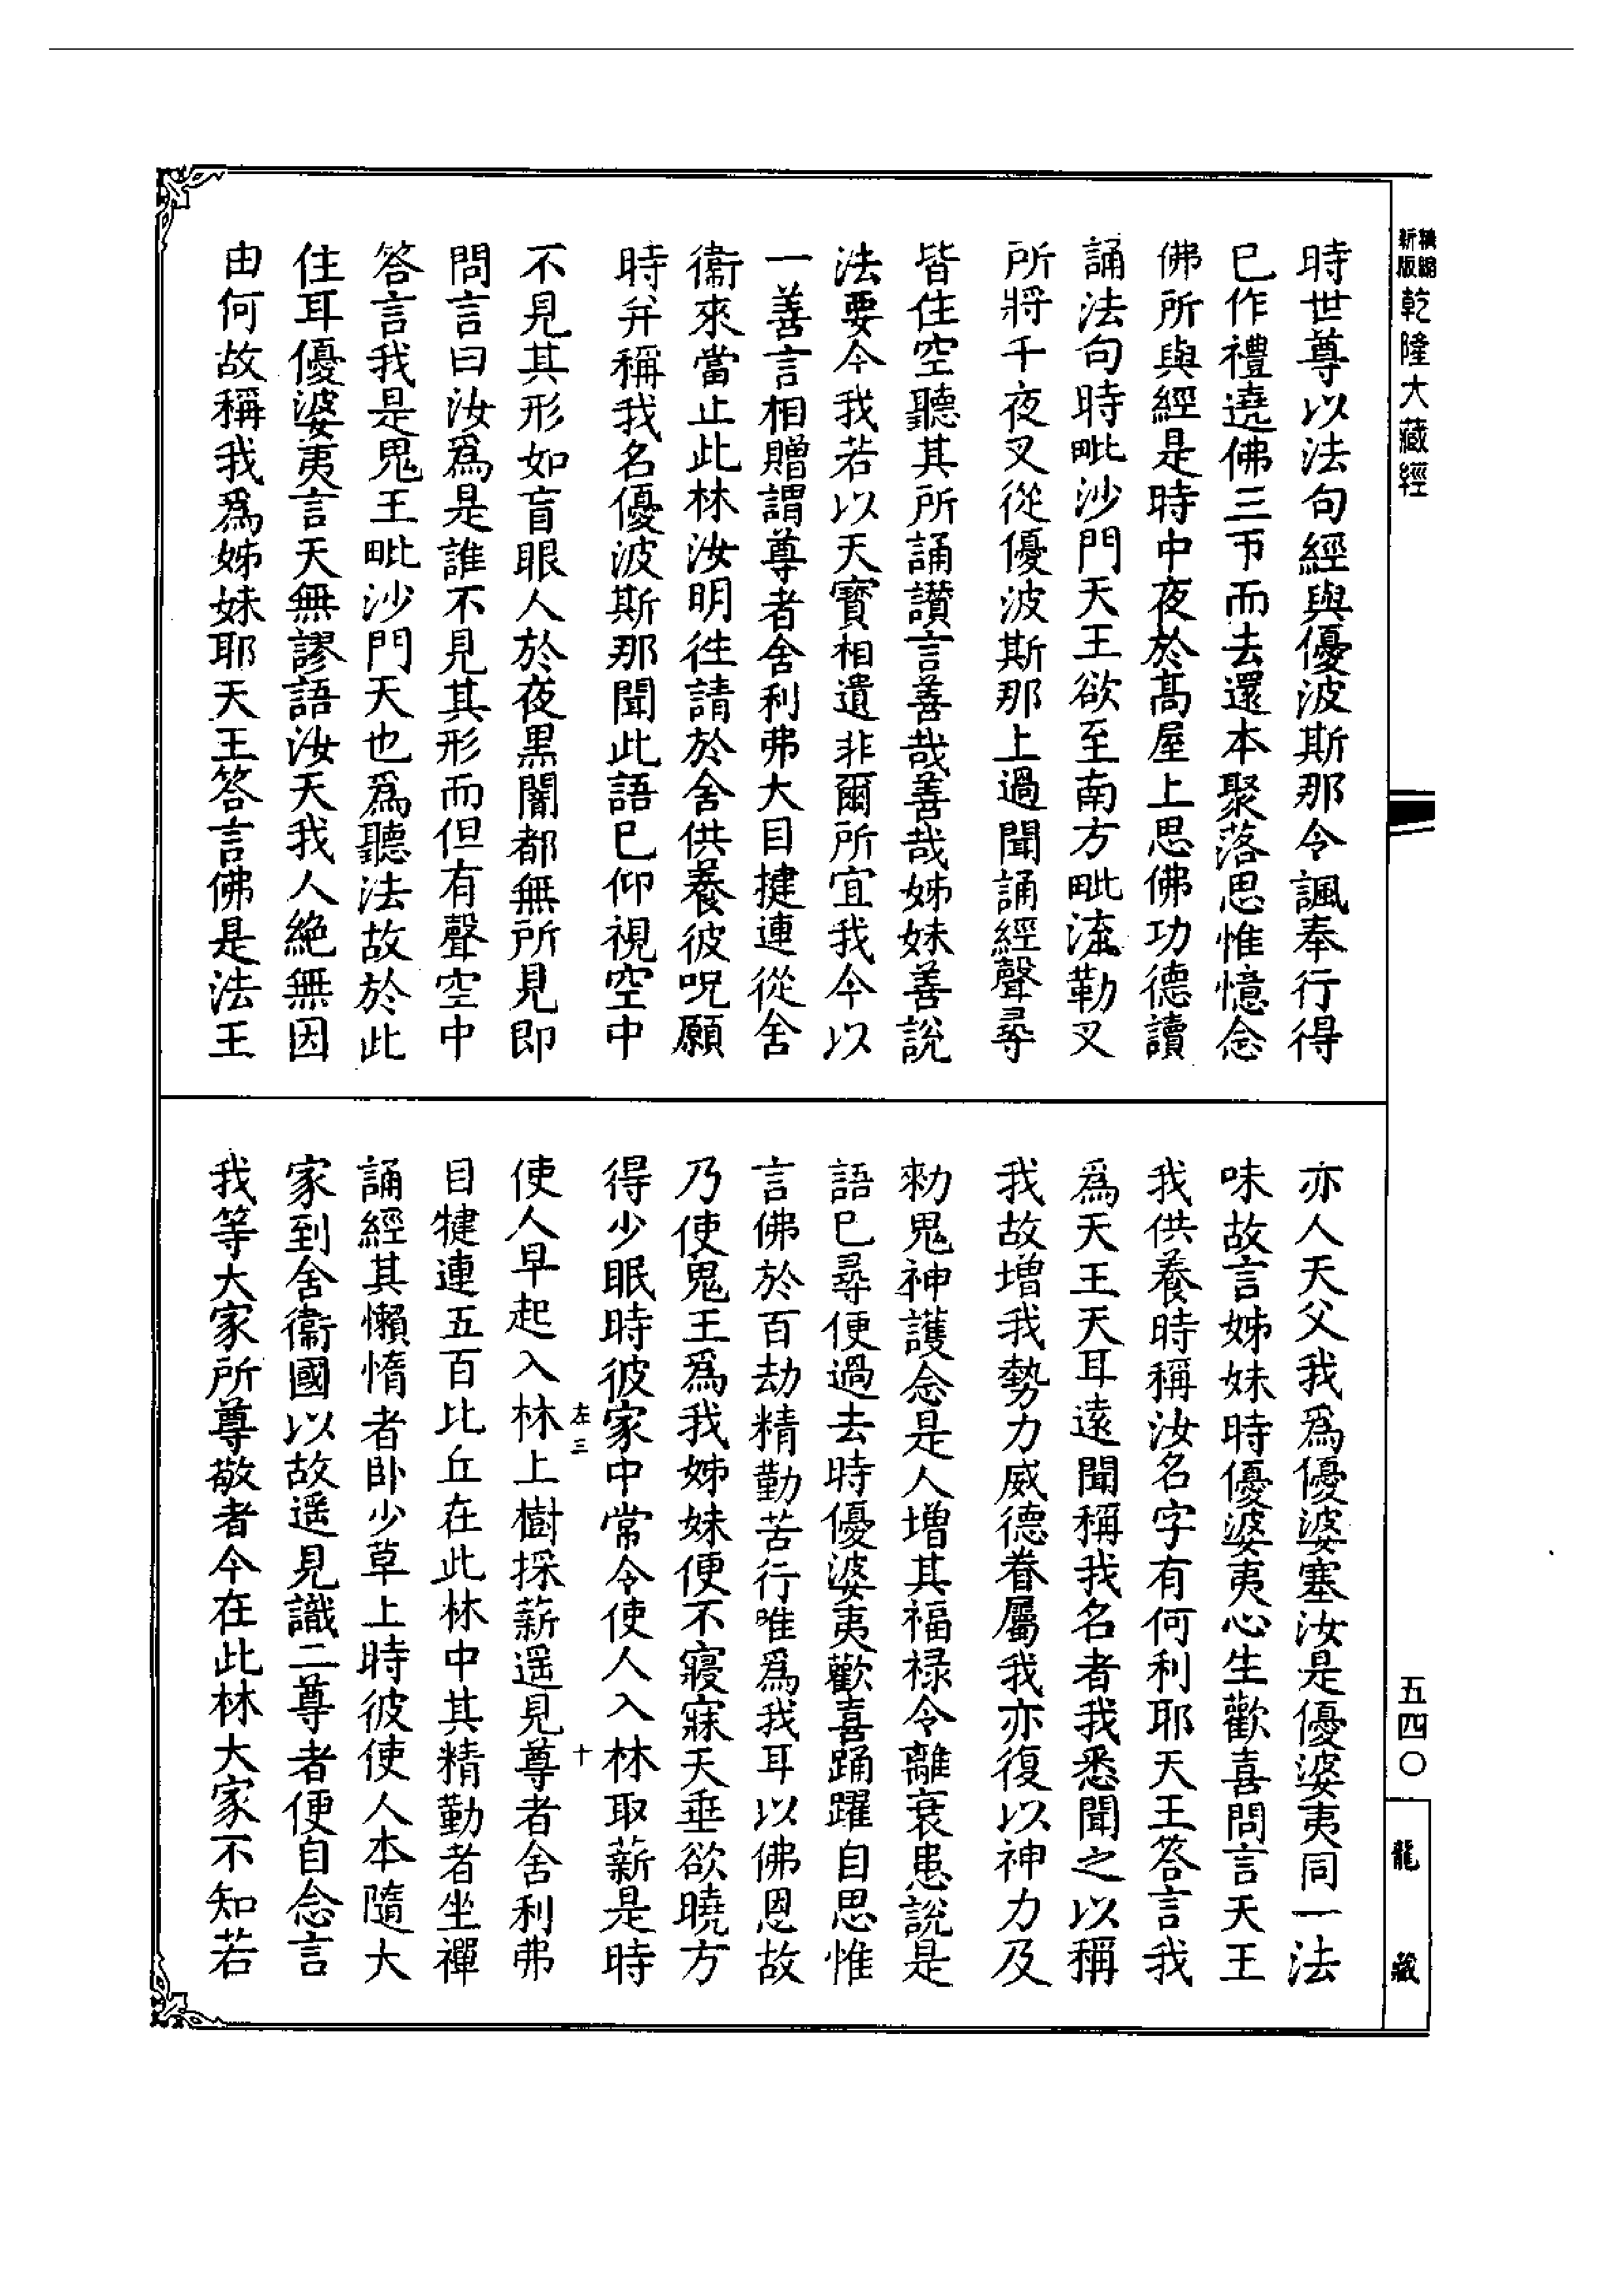 精縮新版乾隆大藏經
時世尊以法句經與優波斯那令諷奉行得
已作禮遶佛三帀而去還本聚落思惟憶念
佛所與經是時中夜於高屋上思佛功德讀
誦法句時毗沙門天王欲至南方毗流勒叉
所將千夜叉從優波斯那上過聞誦經聲尋
皆住空聽其所誦讚言善哉善哉姊妹善說
法要今我若以天寶相遺非爾所宜我今以
一善言相贈謂尊者舍利弗大目揵連從舍
衞來當止此林汝明徃請於舍供養彼呪願
時并稱我名優波斯那聞此語已仰視空中
不見其形如盲眼人於夜黑闇都無所見即
問言曰汝爲是誰不見其形而但有聲空中
答言我是鬼王毗沙門天也爲聽法故於此
住耳優婆夷言天無謬語汝天我人絶無因
由何故稱我爲姊妹耶天王答言佛是法王
亦人天父我爲優婆塞汝是優婆夷同一法
味故言姊妹時優婆夷心生歡喜問言天王
我供養時稱汝名字有何利耶天王答言我
爲天王天耳遠聞稱我名者我悉聞之以稱
我故增我勢力威德眷屬我亦復以神力及
勑鬼神護念是人增其福禄令離衰患說是
語已尋便過去時優婆夷歡喜踊躍自思惟
言佛於百劫精勤苦行唯爲我耳以佛恩故
乃使鬼王爲我姊妹便不寢寐天垂欲曉方
得少眠時彼家中常令使人入林取薪是時
左三 十
使人早起入林上樹採薪遥見尊者舍利弗
目犍連五百比丘在此林中其精勤者坐禪
誦經其懶惰者卧少草上時彼使人本隨大
家到舍衞國以故遥見識二尊者便自念言
我等大家所尊敬者今在此林大家不知若
五四〇
龍藏